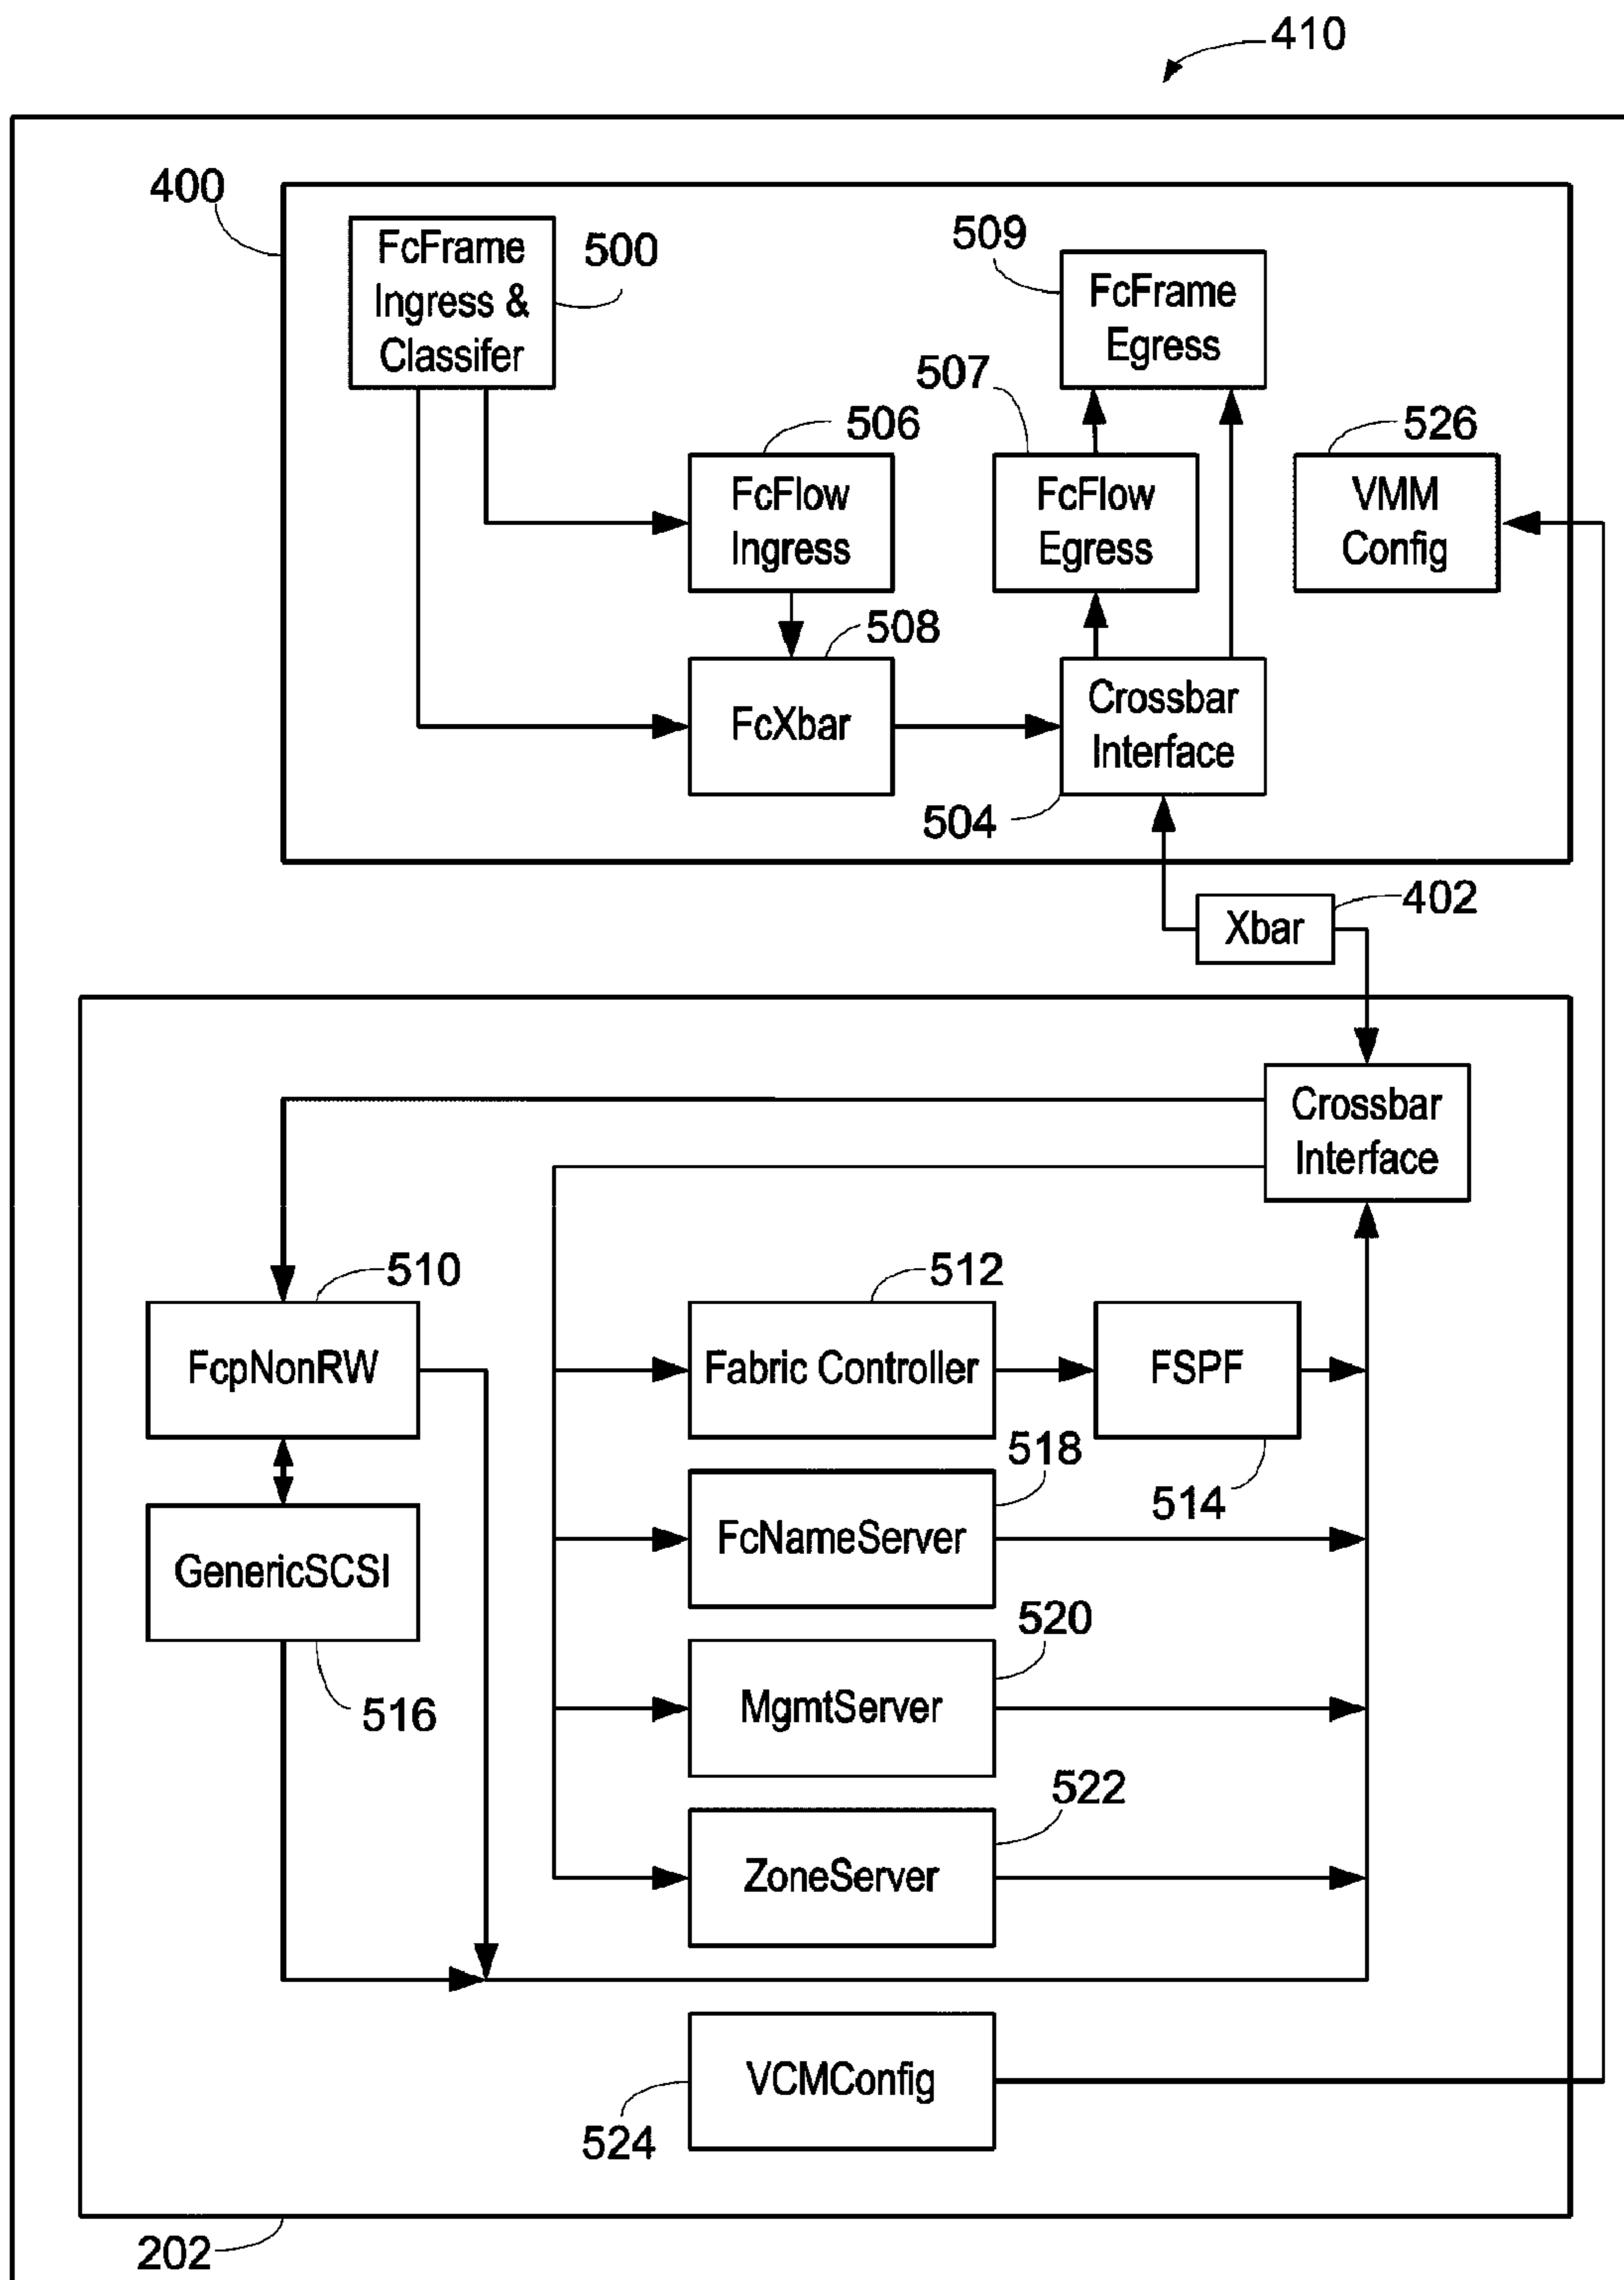 410
400
FcFrame
Ingress &
Classifer
500
509
FcFrame
Egress
507
506
526
FcFlow
Ingress
FcFlow
Egress
VMM
Config
508
FcXbar
Crossbar
Interface
504
Xbar
402
Crossbar
Interface
510
512
FcpNonRW
Fabric Controller
FSPF
518
514
GenericSCSI
FcNameServer
516
520
MgmtServer
522
ZoneServer
VCMConfig
524
202